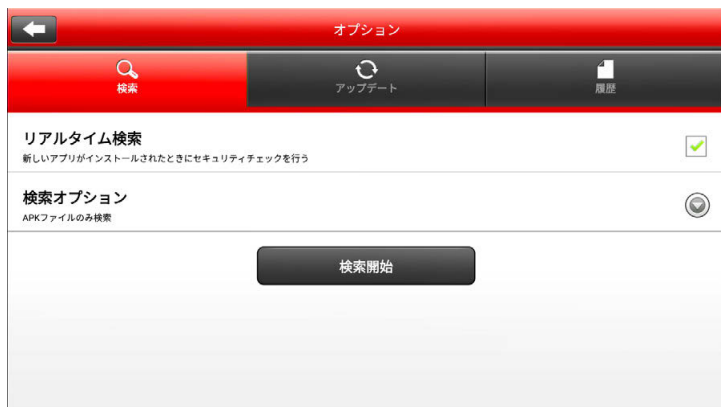 オプション
検索
アップデート
履歴
リアルタイム検索
新しいアプリがインストールされたときにセキュリティチェックを行う
検索オプション
APKファイルのみ検索
検索開始